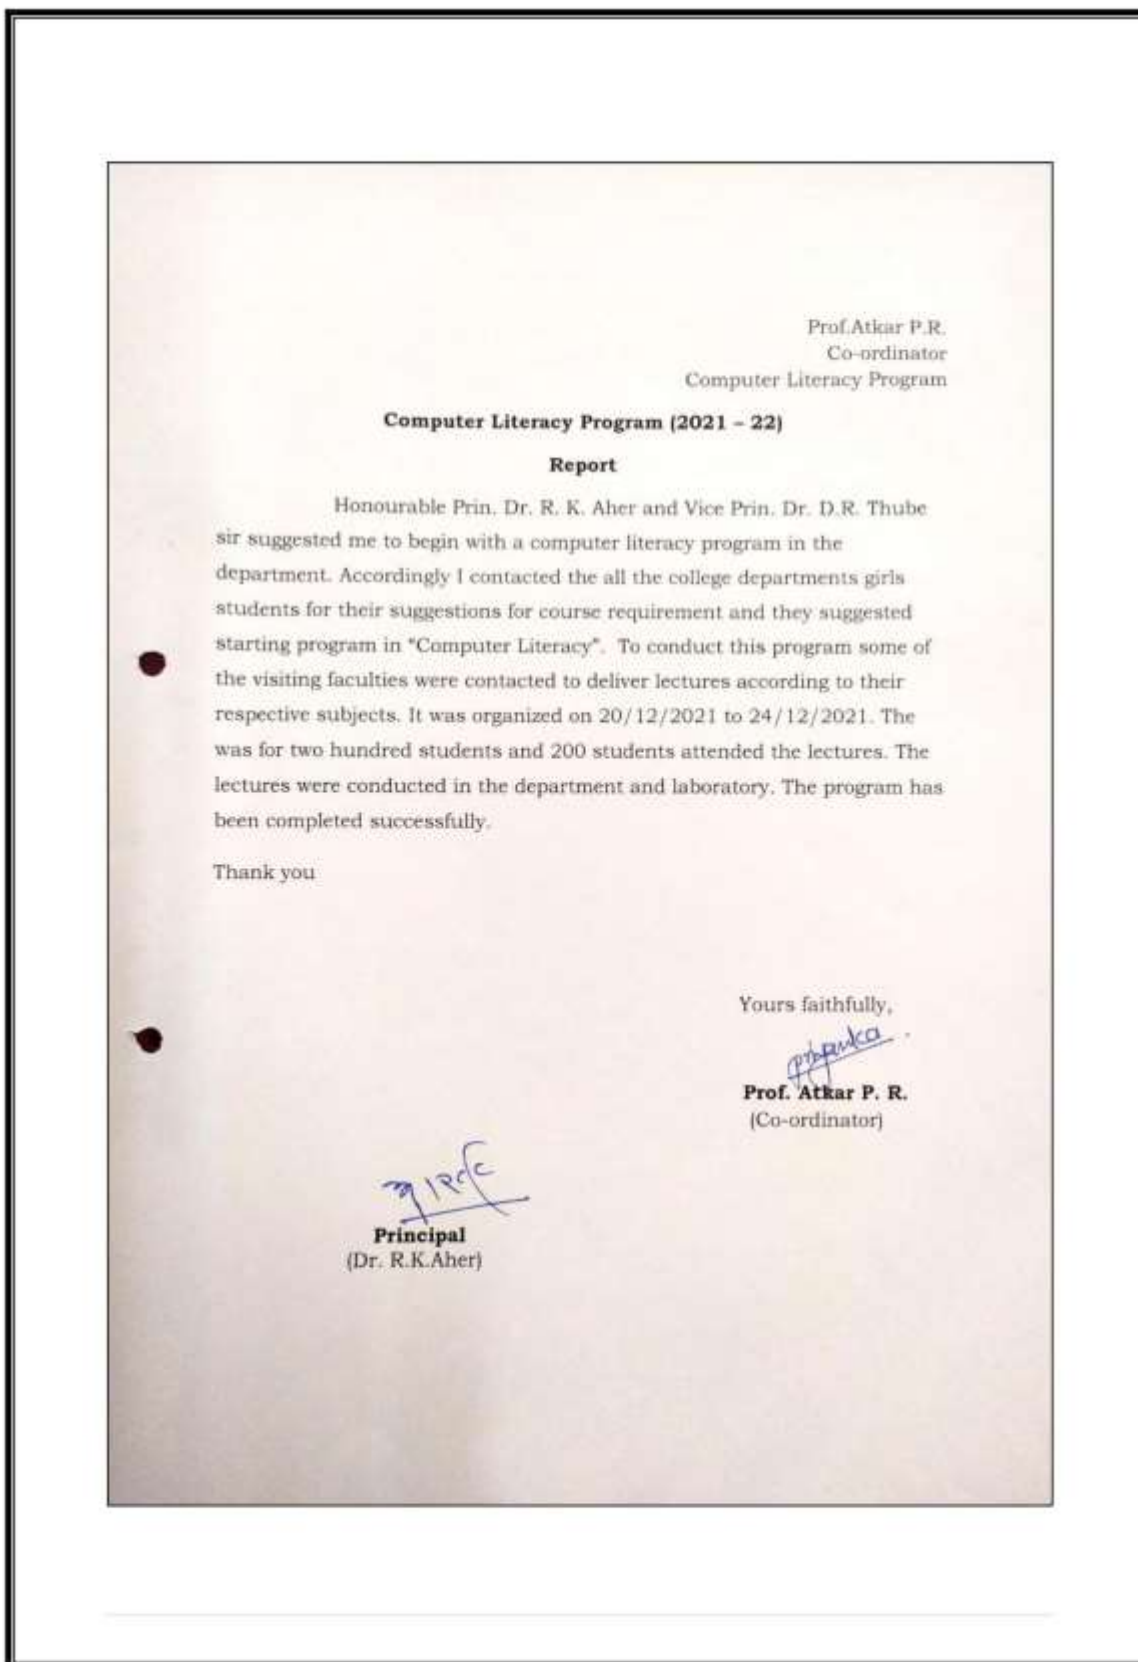 Prof.Atkar P.R.
Co-ordinator
Computer Literacy Program
Computer Literacy Program (2021 – 22)
Report
Honourable Prin. Dr. R. K. Aher and Vice Prin. Dr. D.R. Thube
sir suggested me to begin with a computer literacy program in the
department. Accordingly I contacted the all the college departments girls
students for their suggestions for course requirement and they suggested
starting program in "Computer Literacy". To conduct this program some of
the visiting faculties were contacted to deliver lectures according to their
respective subjects. It was organized on 20/12/2021 to 24/12/2021. The
was for two hundred students and 200 students attended the lectures. The
lectures were conducted in the department and laboratory. The program has
been completed successfully.
Thank you
Yours faithfully,
priyanka
Prof. Atkar P. R.
(Co-ordinator)
Principal
(Dr. R.K.Aher)